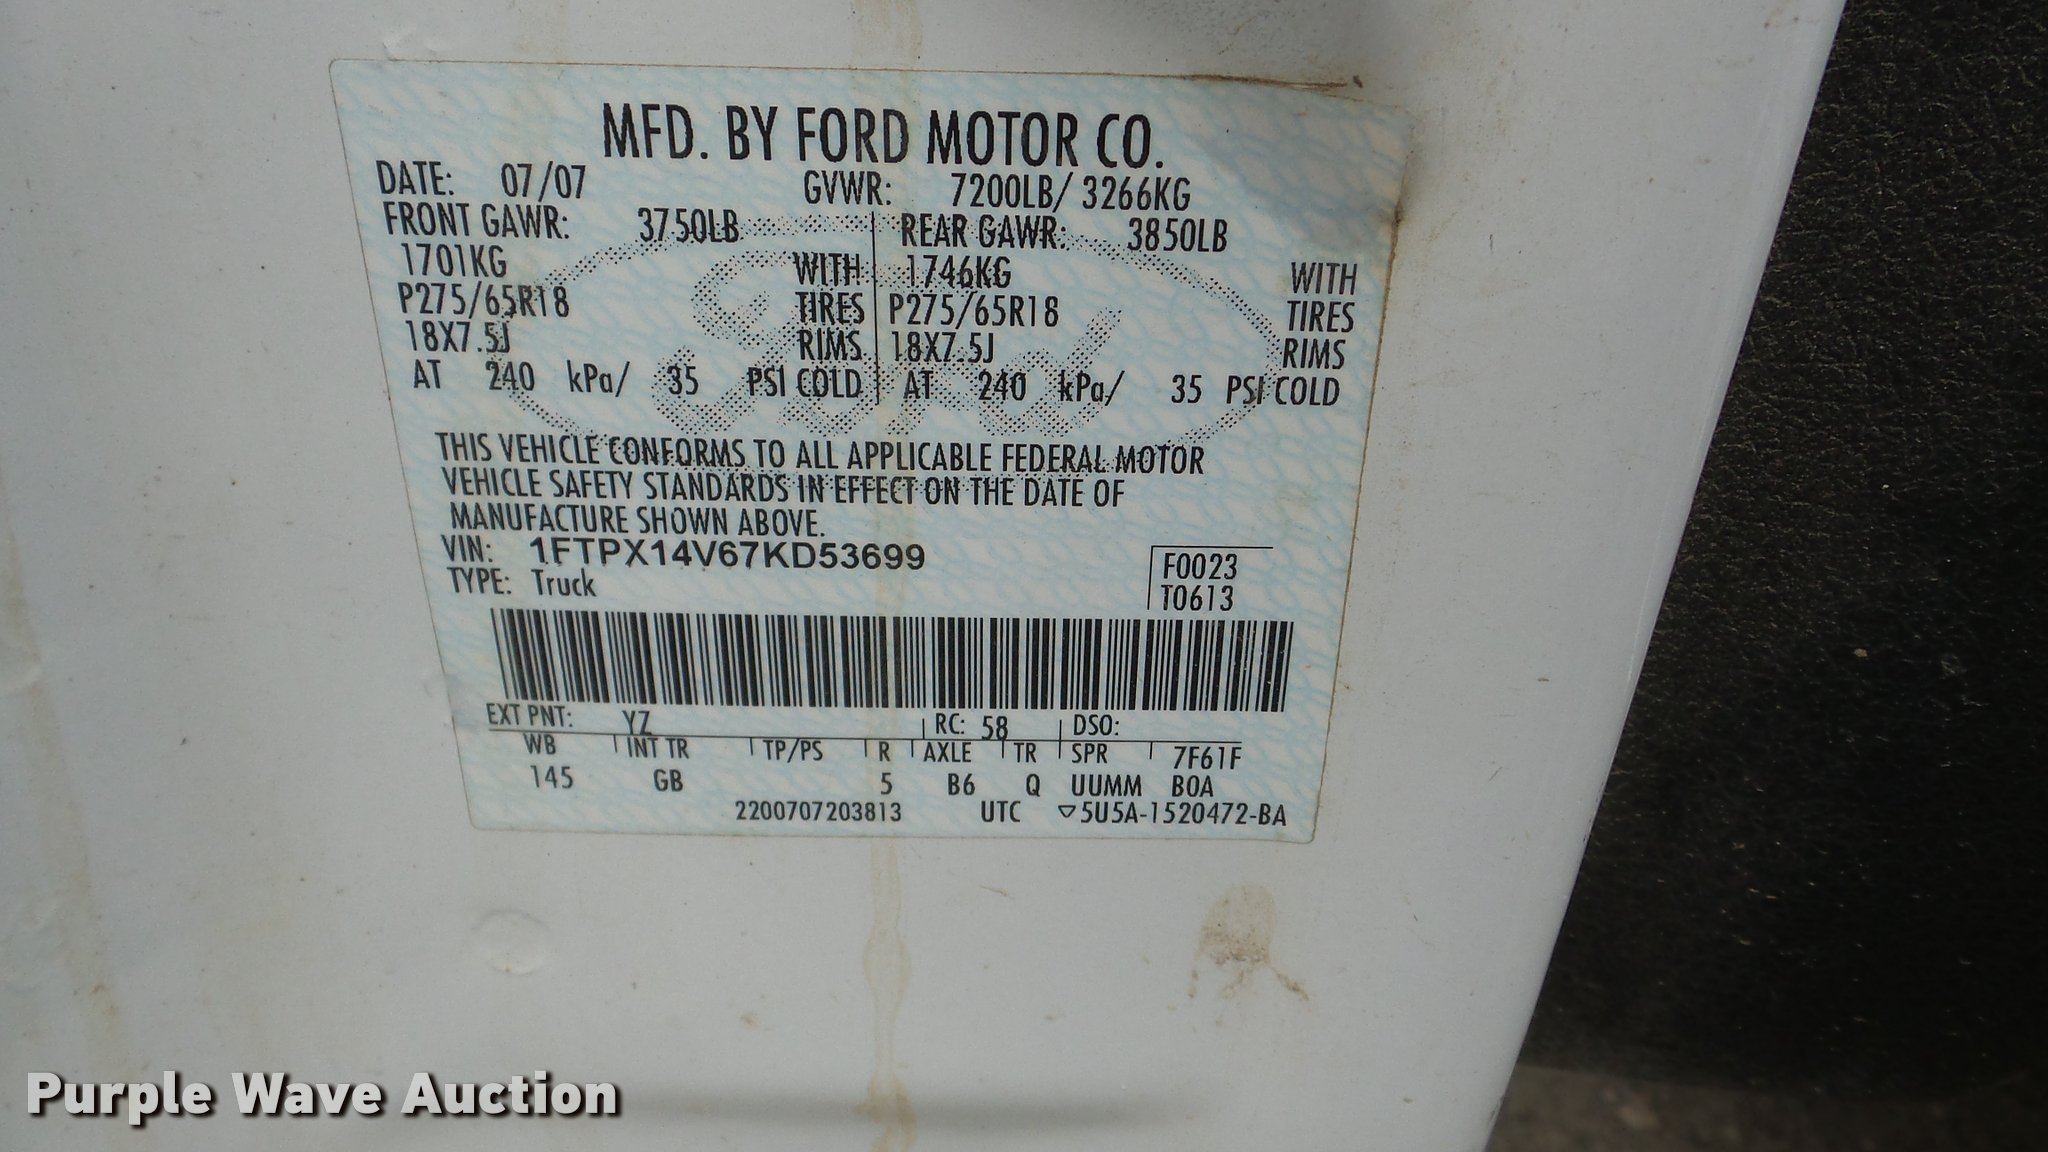 MFD. BY FORD MOTOR CO.
DATE: 07/07 GVWR: 7200LB/ 3266KG
FRONT GAWR: 3750LB REAR GAWR: 3850LB
1701KG WITH 1746KG WITH
P275/65R18 TIRES P275/65R18 TIRES
18X7.5J RIMS 18X7.5J RIMS
AT 240 kPa/ 35 PSI COLD AT 240 kPa/ 35 PSI COLD
THIS VEHICLE CONFORMS TO ALL APPLICABLE FEDERAL MOTOR
VEHICLE SAFETY STANDARDS IN EFFECT ON THE DATE OF
MANUFACTURE SHOWN ABOVE.
VIN: 1FTPX14V67KD53699 F0023
TYPE: Truck T0613
EXT PNT: YZ RC: 58 DSO:
WB INT TR TP/PS R AXLE TR SPR 7F61F
145 GB 5 B6 Q UUMM BOA
2200707203813 UTC ▽5U5A-1520472-BA
Ford
Purple Wave Auction